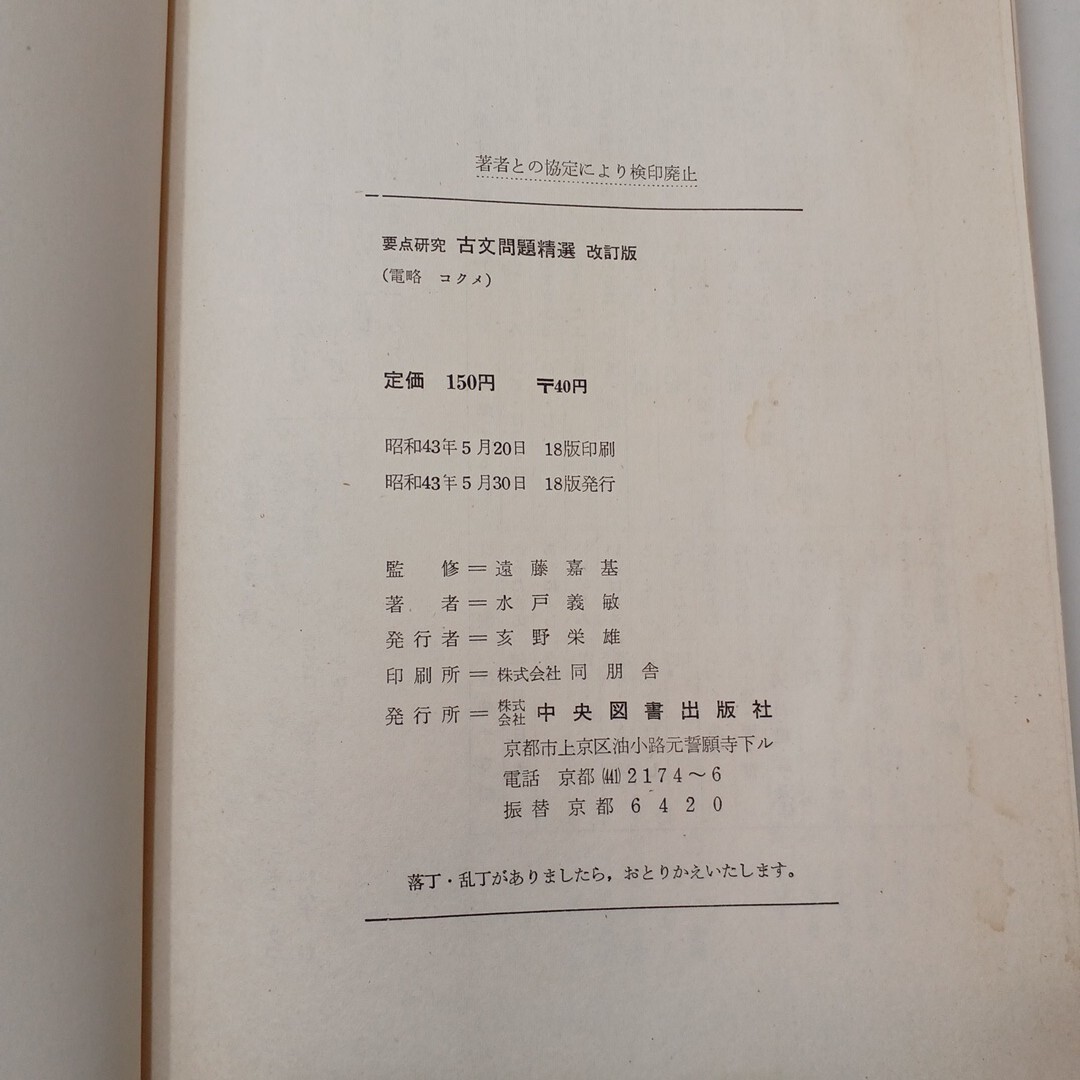 著者との協定により検印廃止
要点研究 古文問題精選 改訂版
(電略 コクメ)
定価 150円 〒40円
昭和43年5月20日 18版印刷
昭和43年5月30日 18版発行
監修=遠藤嘉基
著者=水戸義敏
発行者=亥野栄雄
印刷所=株式会社同朋舎
発行所=株式会社中央図書出版社
京都市上京区油小路元誓願寺下ル
電話 京都(441)2174〜6
振替 京都 6420
落丁・乱丁がありましたら,おとりかえいたします。